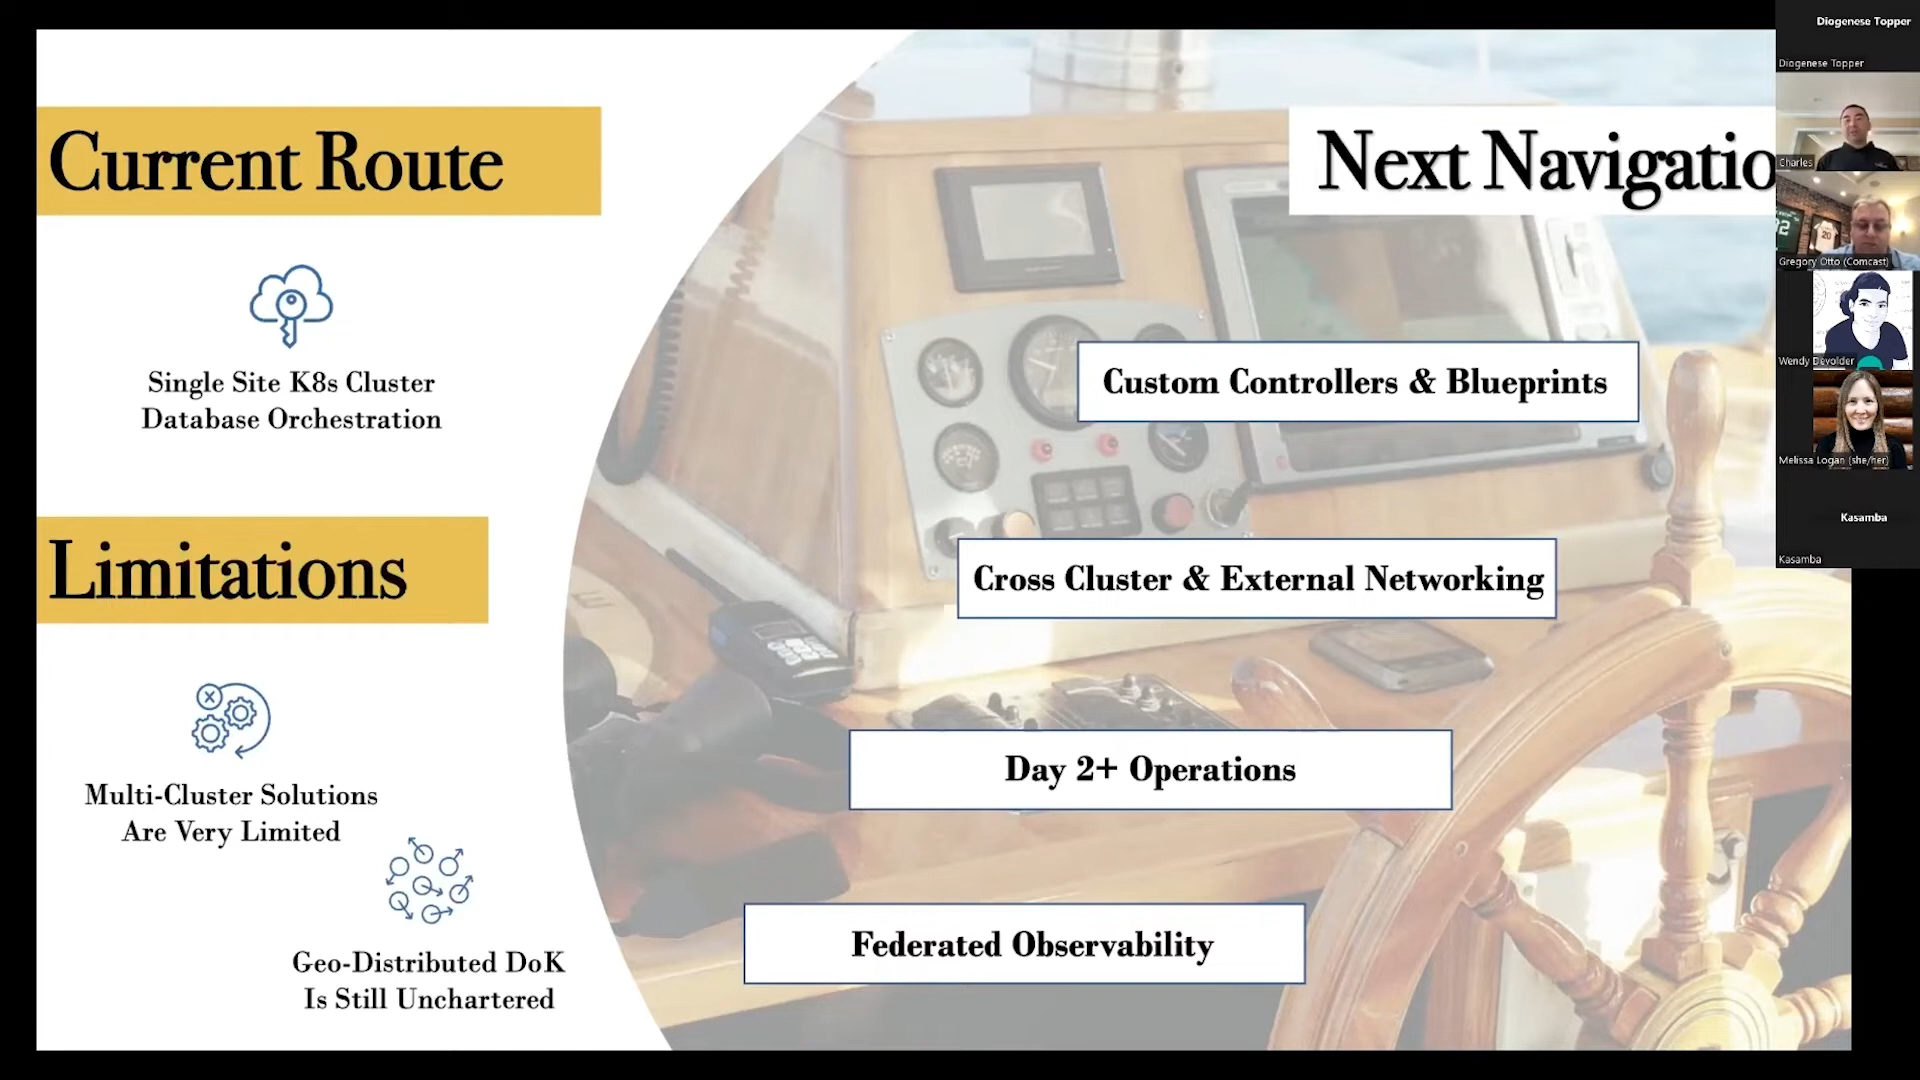 Current Route
Single Site K8s Cluster
Database Orchestration
Limitations
Multi-Cluster Solutions
Are Very Limited
Geo-Distributed DoK
Is Still Unchartered
Next Navigatio
Custom Controllers & Blueprints
Cross Cluster & External Networking
Day 2+ Operations
Federated Observability
Diogenese Topper
Diogenese Topper
Charles
20
Gregory Otto (Comcast)
Wendy Devolder
Melissa Logan (she/her)
Kasamba
Kasamba